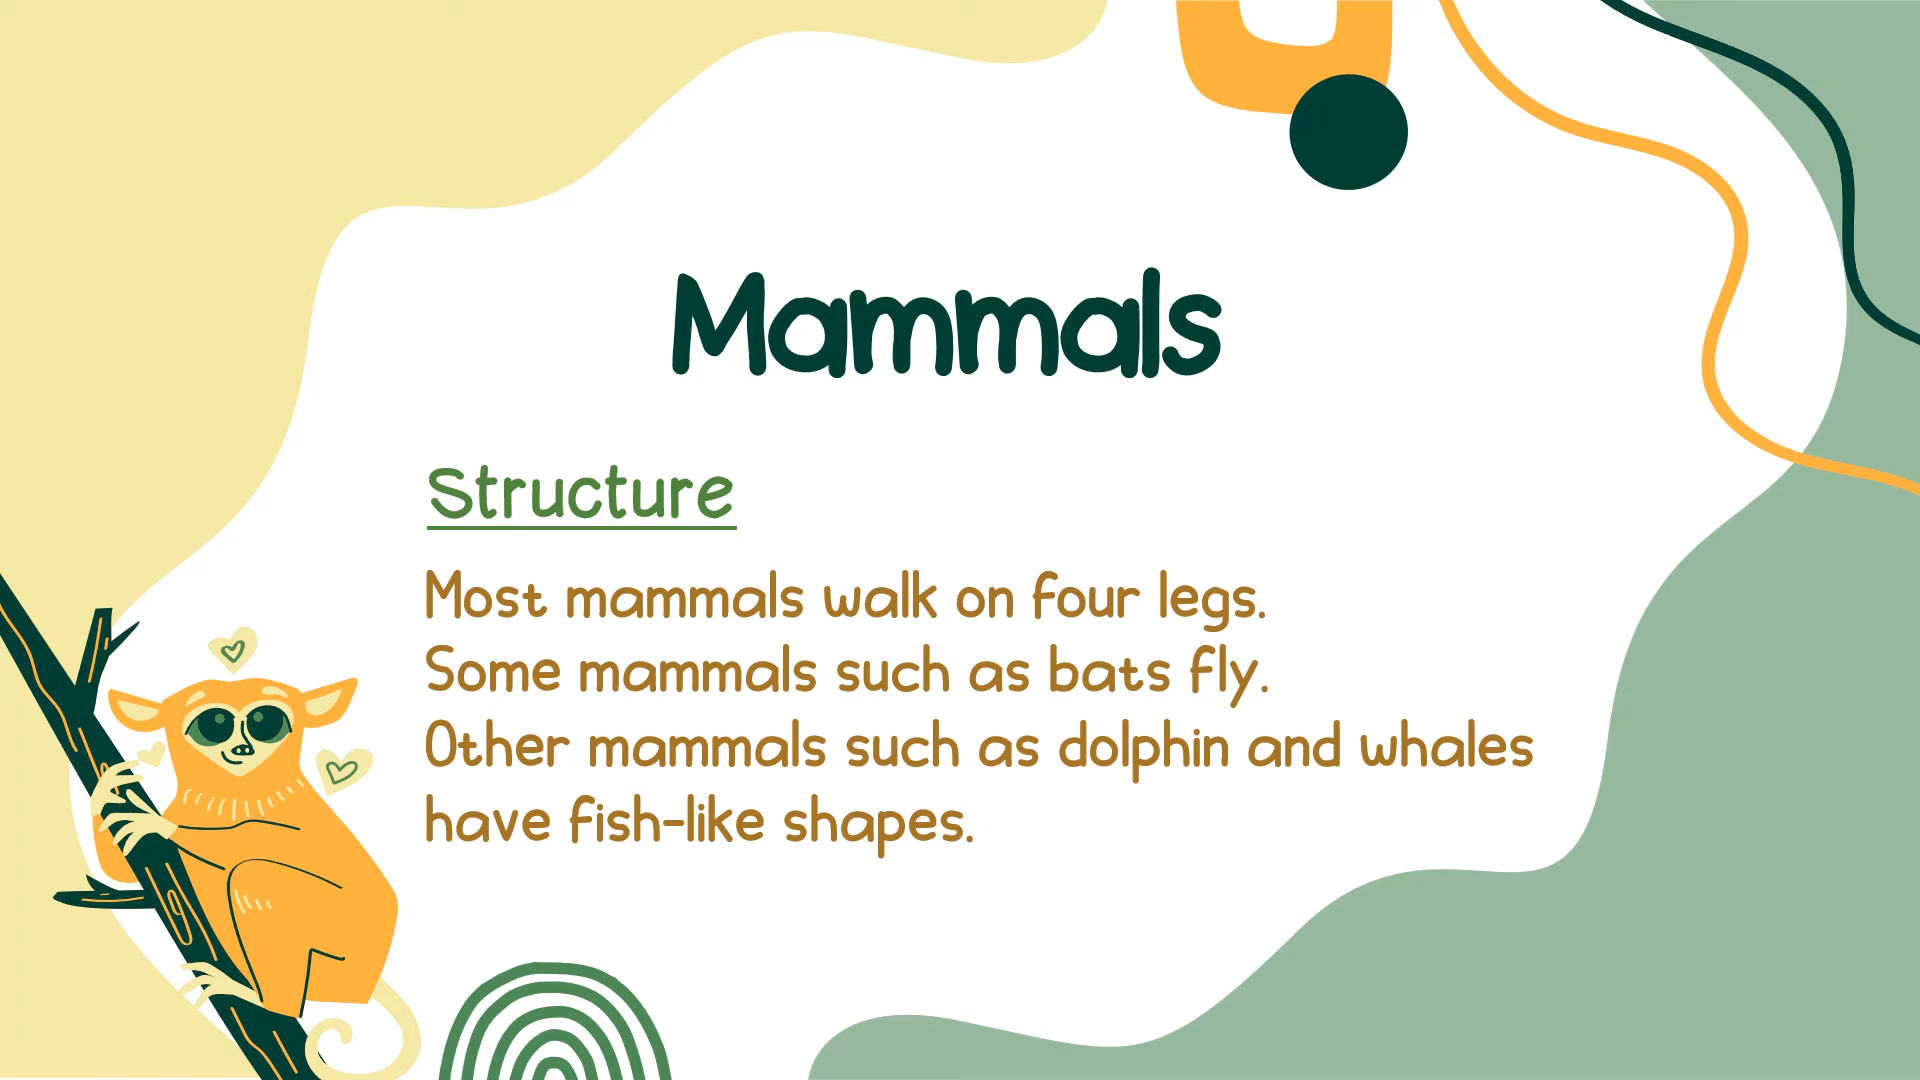 Mammals
Structure
Most mammals walk on four legs.
Some mammals such as bats fly.
Other mammals such as dolphin and whales
have fish-like shapes.